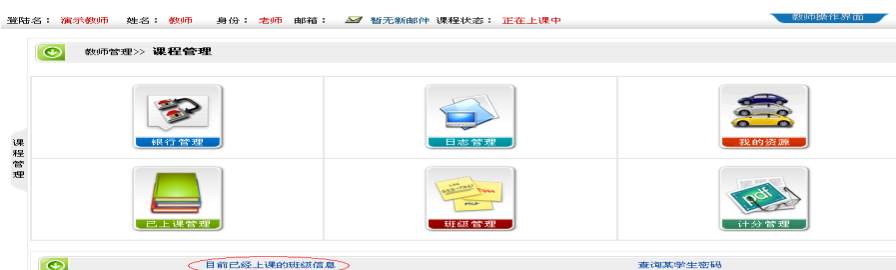 登陆名： 演示教师 姓名： 教师 身份： 老师 邮箱： 暂无新邮件 课程状态： 正在上课中 教师操作界面
教师管理>> 课程管理
课程管理
银行管理 日志管理 我的资源
已上课管理 班级管理 计分管理
目前已经上课的班级信息 查询某学生密码